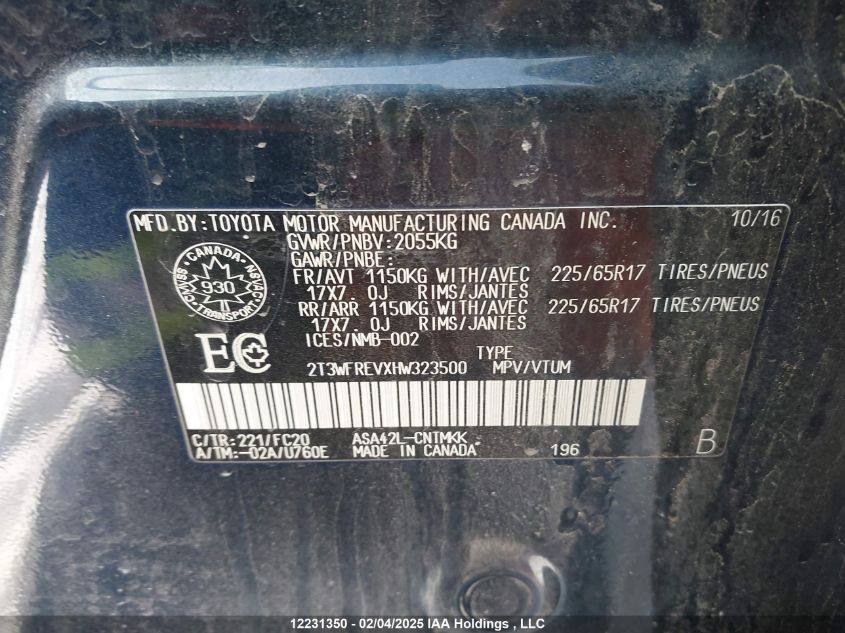 MFD.BY:TOYOTA MOTOR MANUFACTURING CANADA INC. 10/16
GVWR/PNBV:2055KG
GAWR/PNBE:
FR/AVT 1150KG WITH/AVEC 225/65R17 TIRES/PNEUS
17X7.0J RIMS/JANTES
RR/ARR 1150KG WITH/AVEC 225/65R17 TIRES/PNEUS
17X7.0J RIMS/JANTES
ICES/NMB-002
CANADA
930
TRANSPORT
EC
TYPE
2T3WFREVXHW323500 MPV/VTUM
C/TR:221/FC20 ASA42L-CNTMKK
A/TM:-02A/U760E MADE IN CANADA 196 B
12231350 - 02/04/2025 IAA Holdings , LLC